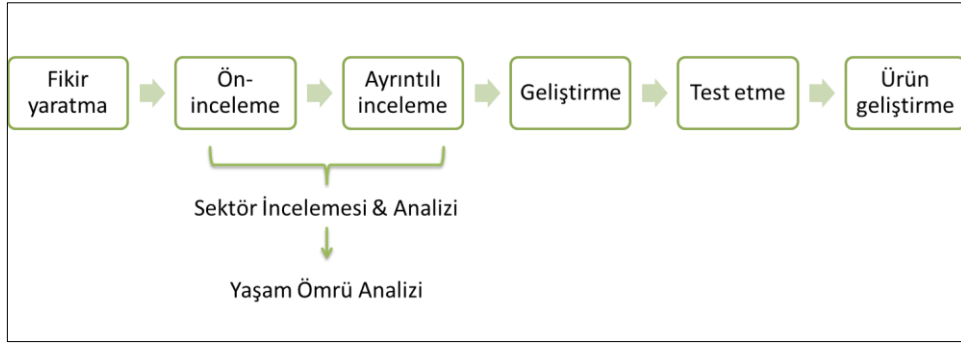 Fikir
yaratma
Ön-
inceleme
Ayrıntılı
inceleme
Geliştirme
Test etme
Ürün
geliştirme
Sektör İncelemesi & Analizi
Yaşam Ömrü Analizi